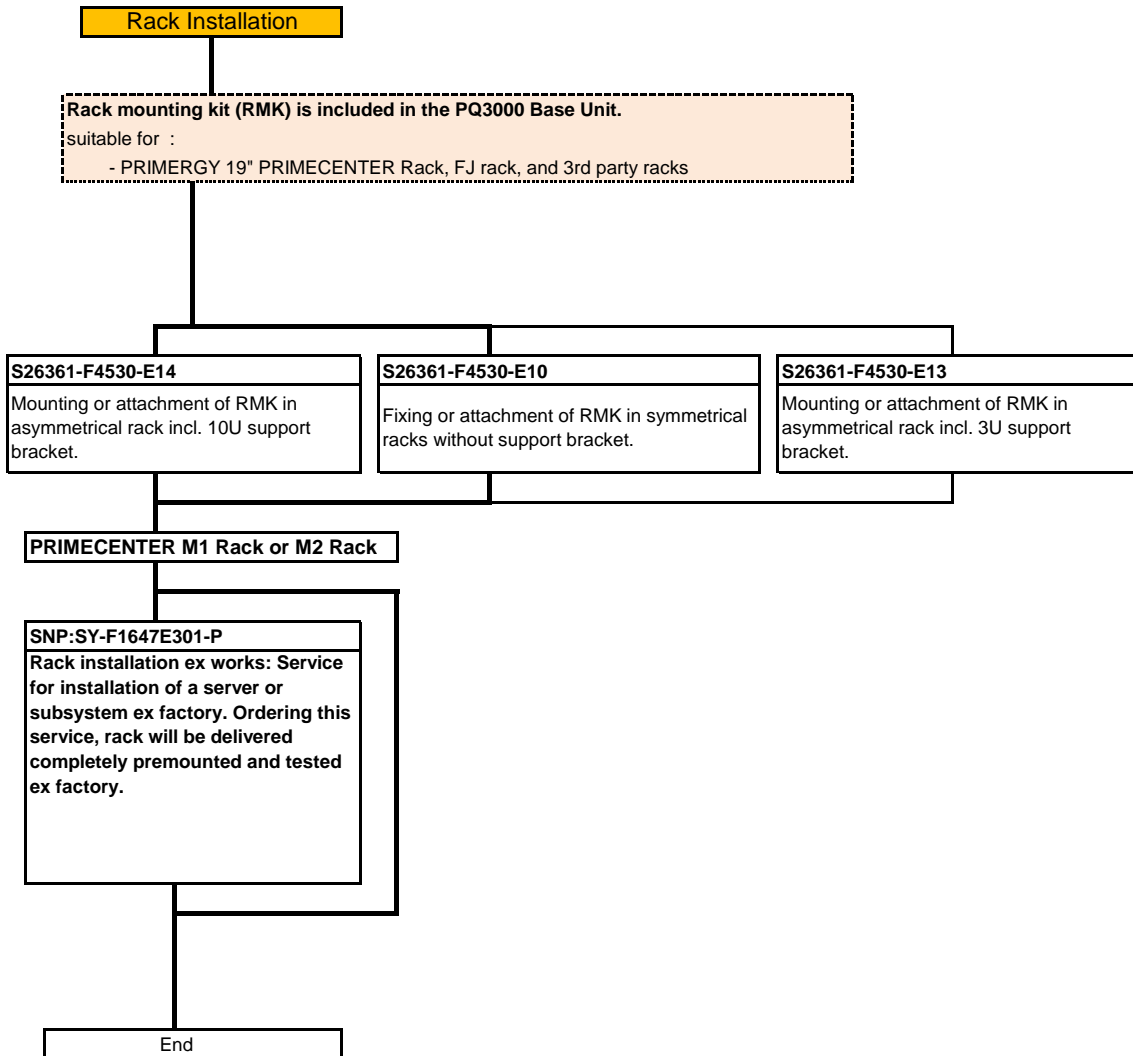 Rack Installation
Rack mounting kit (RMK) is included in the PQ3000 Base Unit.
suitable for :
- PRIMERGY 19" PRIMECENTER Rack, FJ rack, and 3rd party racks
S26361-F4530-E14
Mounting or attachment of RMK in
asymmetrical rack incl. 10U support
bracket.
S26361-F4530-E10
Fixing or attachment of RMK in symmetrical
racks without support bracket.
S26361-F4530-E13
Mounting or attachment of RMK in
asymmetrical rack incl. 3U support
bracket.
PRIMECENTER M1 Rack or M2 Rack
SNP:SY-F1647E301-P
Rack installation ex works: Service
for installation of a server or
subsystem ex factory. Ordering this
service, rack will be delivered
completely premounted and tested
ex factory.
End